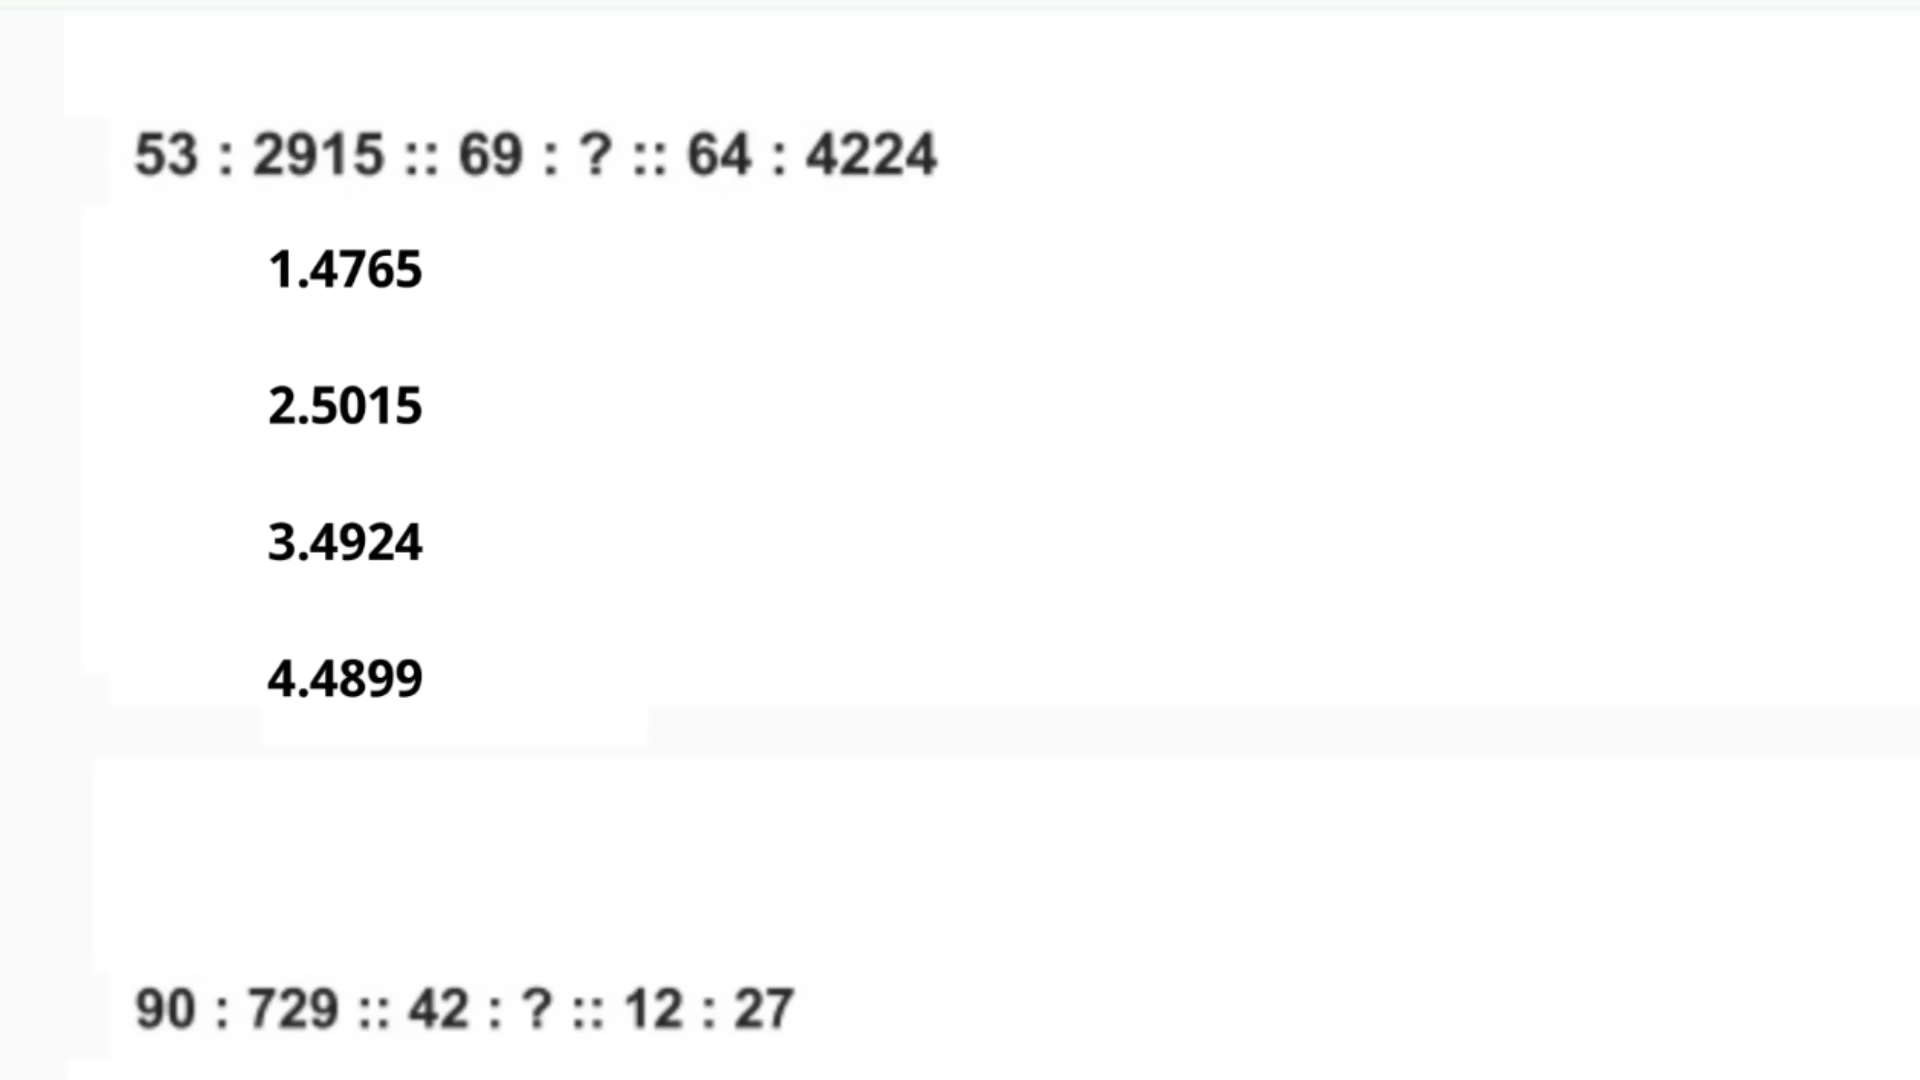 53 : 2915 :: 69 : ? :: 64 : 4224
1.4765
2.5015
3.4924
4.4899
90 : 729 :: 42 : ? :: 12 : 27